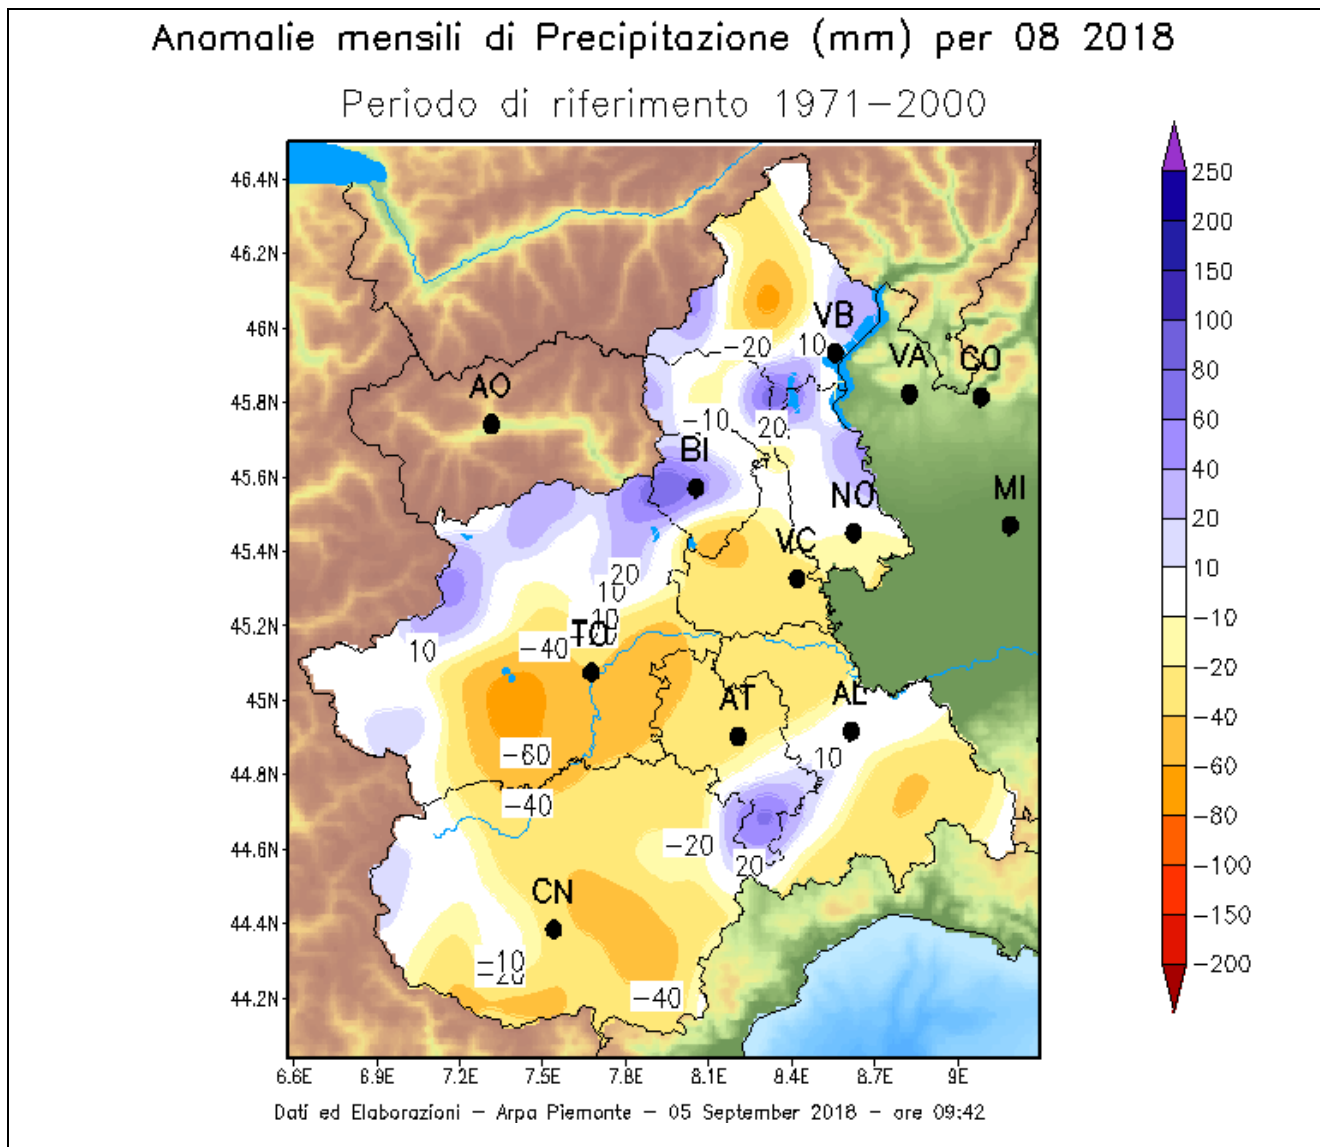 Anomalie mensili di Precipitazione (mm) per 08 2018
Periodo di riferimento 1971-2000
46.4N
46.2N
46N
45.8N
45.6N
45.4N
45.2N
45N
44.8N
44.6N
44.4N
44.2N
6.6E 6.9E 7.2E 7.5E 7.8E 8.1E 8.4E 8.7E 9E
VB
-20 10
VA CO
AO
-10 20
BI
NO MI
VC
20
10
10
TO
-40
10
AT AL
-60
10
-40
-20
20
CN
-10
-20
-40
250
200
150
100
80
60
40
20
10
-10
-20
-40
-60
-80
-100
-150
-200
Dati ed Elaborazioni - Arpa Piemonte - 05 September 2018 - ore 09:42